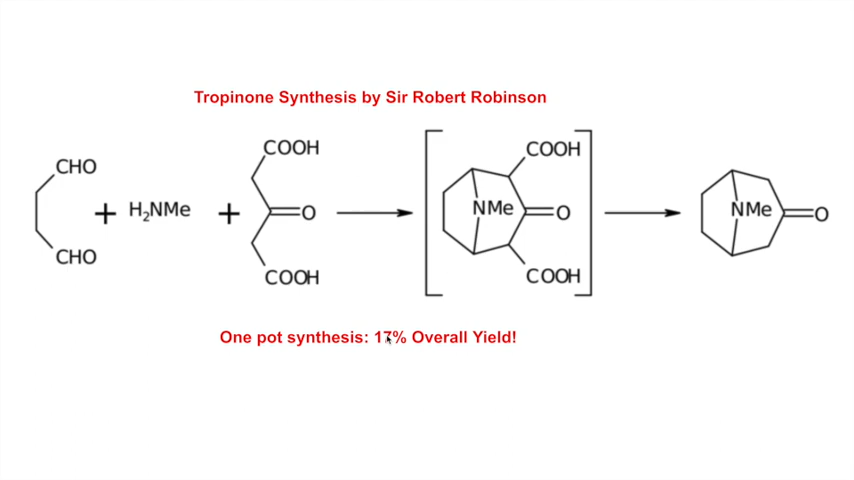 Tropinone Synthesis by Sir Robert Robinson
CHO
CHO
+
H₂NMe
+
COOH
O
COOH
COOH
NMe
O
COOH
NMe
O
One pot synthesis: 17% Overall Yield!